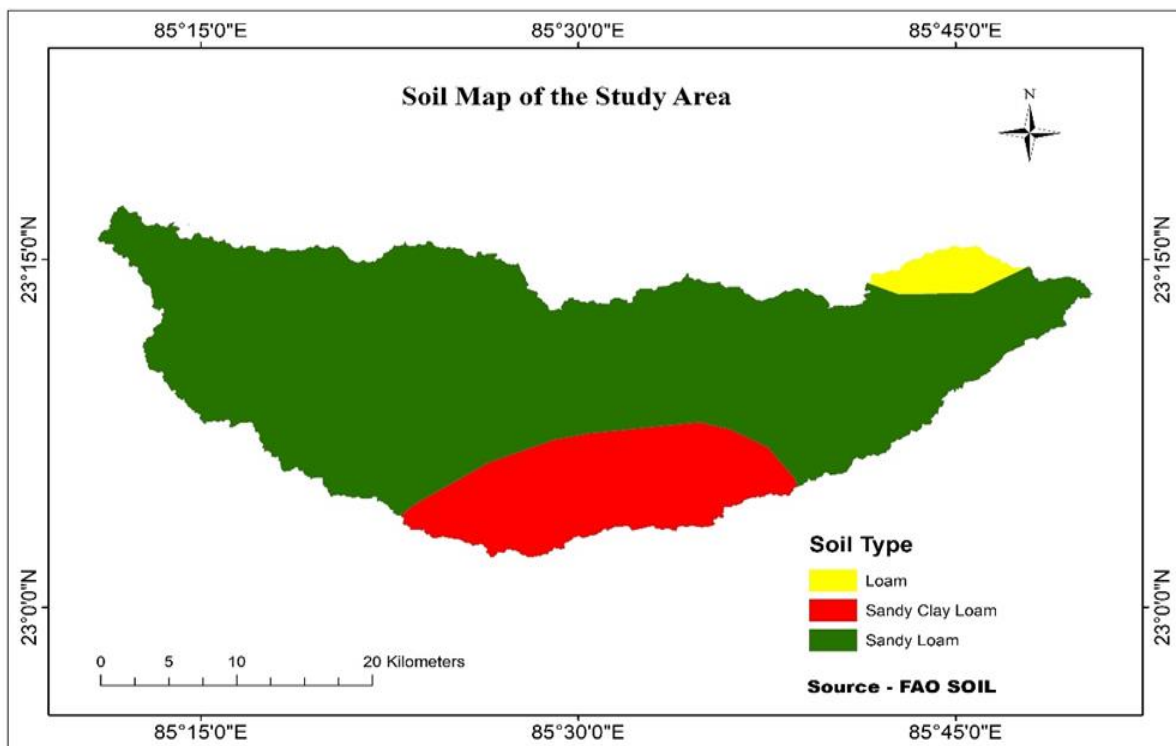 85°15'0"E 85°30'0"E 85°45'0"E
Soil Map of the Study Area
N
23°15'0"N 23°15'0"N
Soil Type
Loam
Sandy Clay Loam
Sandy Loam
23°0'0"N 23°0'0"N
0 5 10 20 Kilometers
Source - FAO SOIL
85°15'0"E 85°30'0"E 85°45'0"E